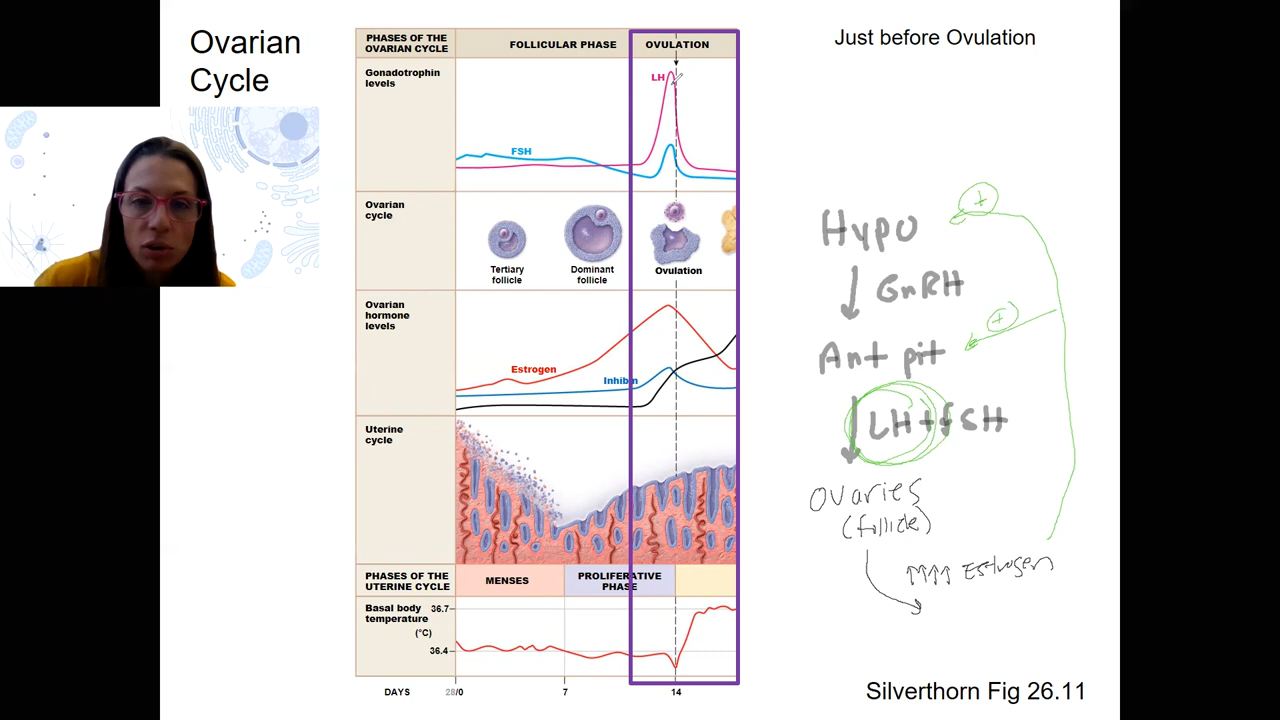 Ovarian
Cycle
PHASES OF THE
OVARIAN CYCLE
FOLLICULAR PHASE
OVULATION
Gonadotrophin
levels
LH
FSH
Ovarian
cycle
Tertiary
follicle
Dominant
follicle
Ovulation
Ovarian
hormone
levels
Estrogen
Inhibin
Uterine
cycle
PHASES OF THE
UTERINE CYCLE
MENSES
PROLIFERATIVE
PHASE
Basal body
temperature
(°C)
36.7
36.4
DAYS
28/0
7
14
Just before Ovulation
+
Hypo
↓ GnRH
+
Ant pit
↓ LH + FSH
Ovaries
(follicle)
↑↑↑↑ Estrogen
Silverthorn Fig 26.11